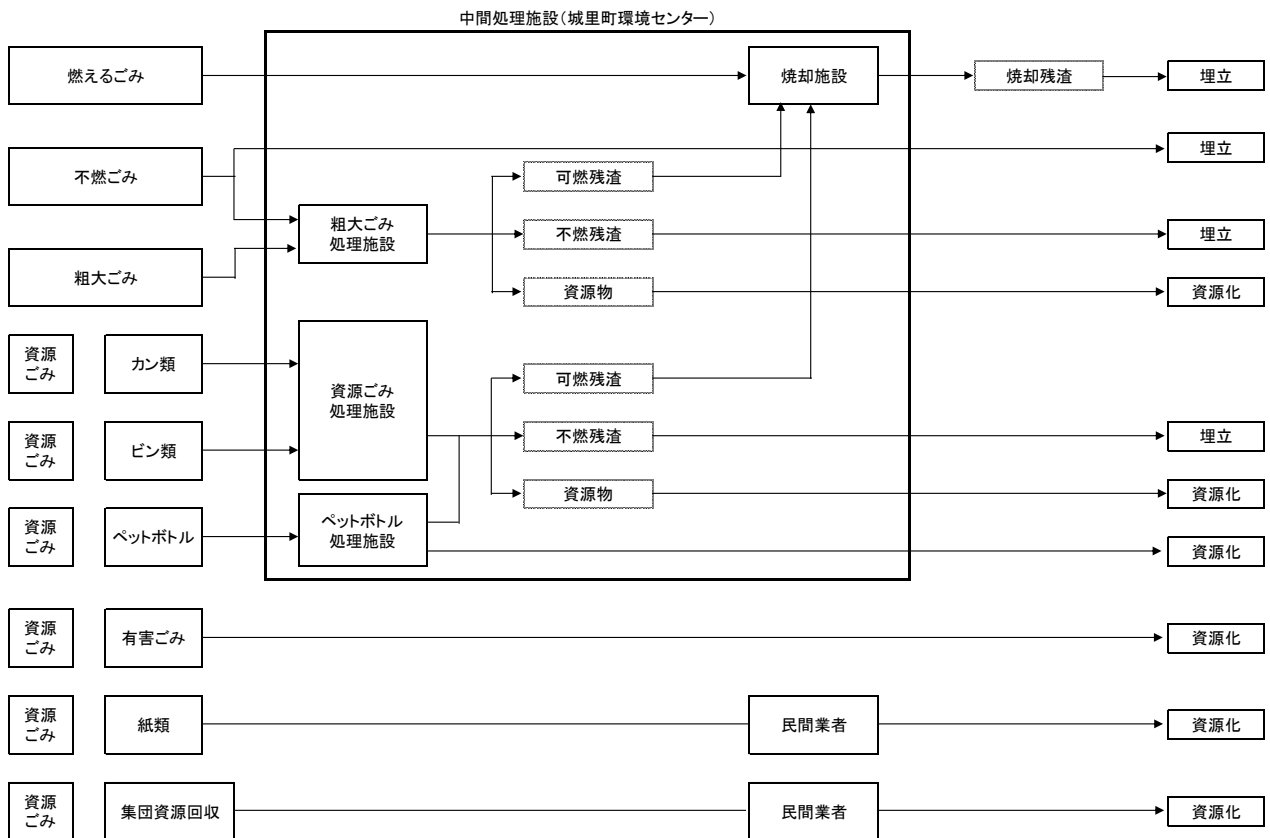 中間処理施設(城里町環境センター)
燃えるごみ
焼却施設
焼却残渣
埋立
不燃ごみ
埋立
可燃残渣
粗大ごみ
処理施設
不燃残渣
埋立
粗大ごみ
資源物
資源化
資源
ごみ
カン類
資源ごみ
処理施設
可燃残渣
資源
ごみ
ビン類
不燃残渣
埋立
資源物
資源化
資源
ごみ
ペットボトル
ペットボトル
処理施設
資源化
資源
ごみ
有害ごみ
資源化
資源
ごみ
紙類
民間業者
資源化
資源
ごみ
集団資源回収
民間業者
資源化